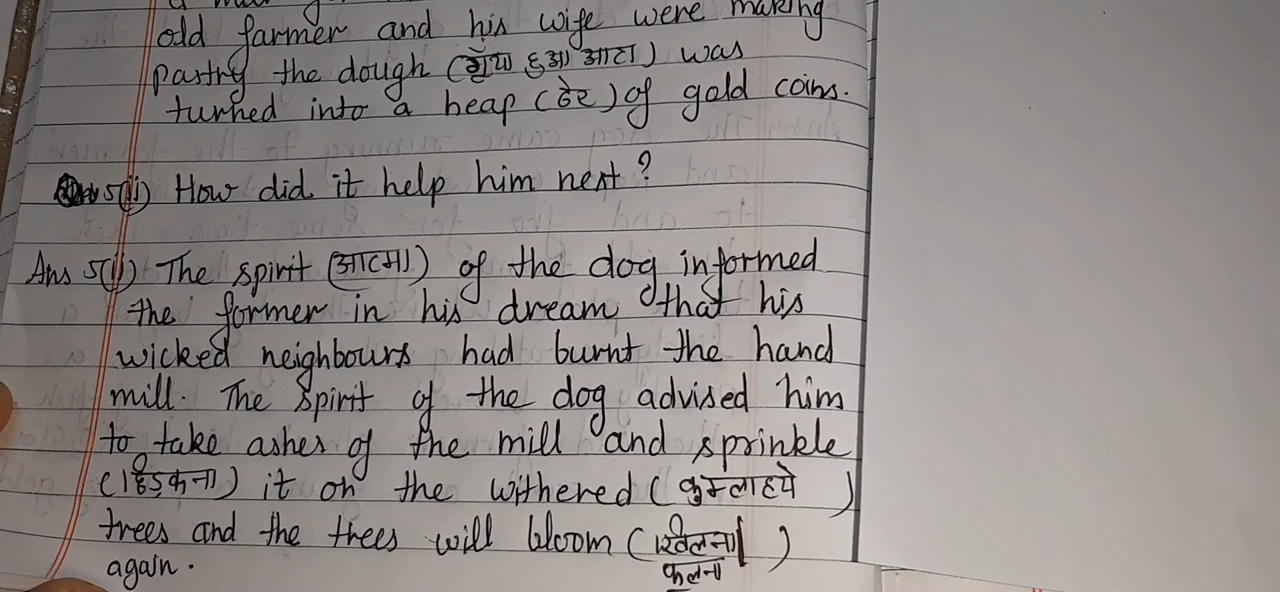 odd farmer and his wife were making
pastry the dough (गूँथा हुआ आटा) was
turned into a heap (ढेर) of gold coins.
5(ii) How did it help him next?
Ans 5(ii) The spirit (आत्मा) of the dog informed
the former in his dream that his
wicked neighbours had burnt the hand
mill. The spirit of the dog advised him
to take ashes of the mill and sprinkle
(छिड़कना) it on the withered (कुम्लाहये)
trees and the trees will bloom (खिलना/
फूलना)
again.